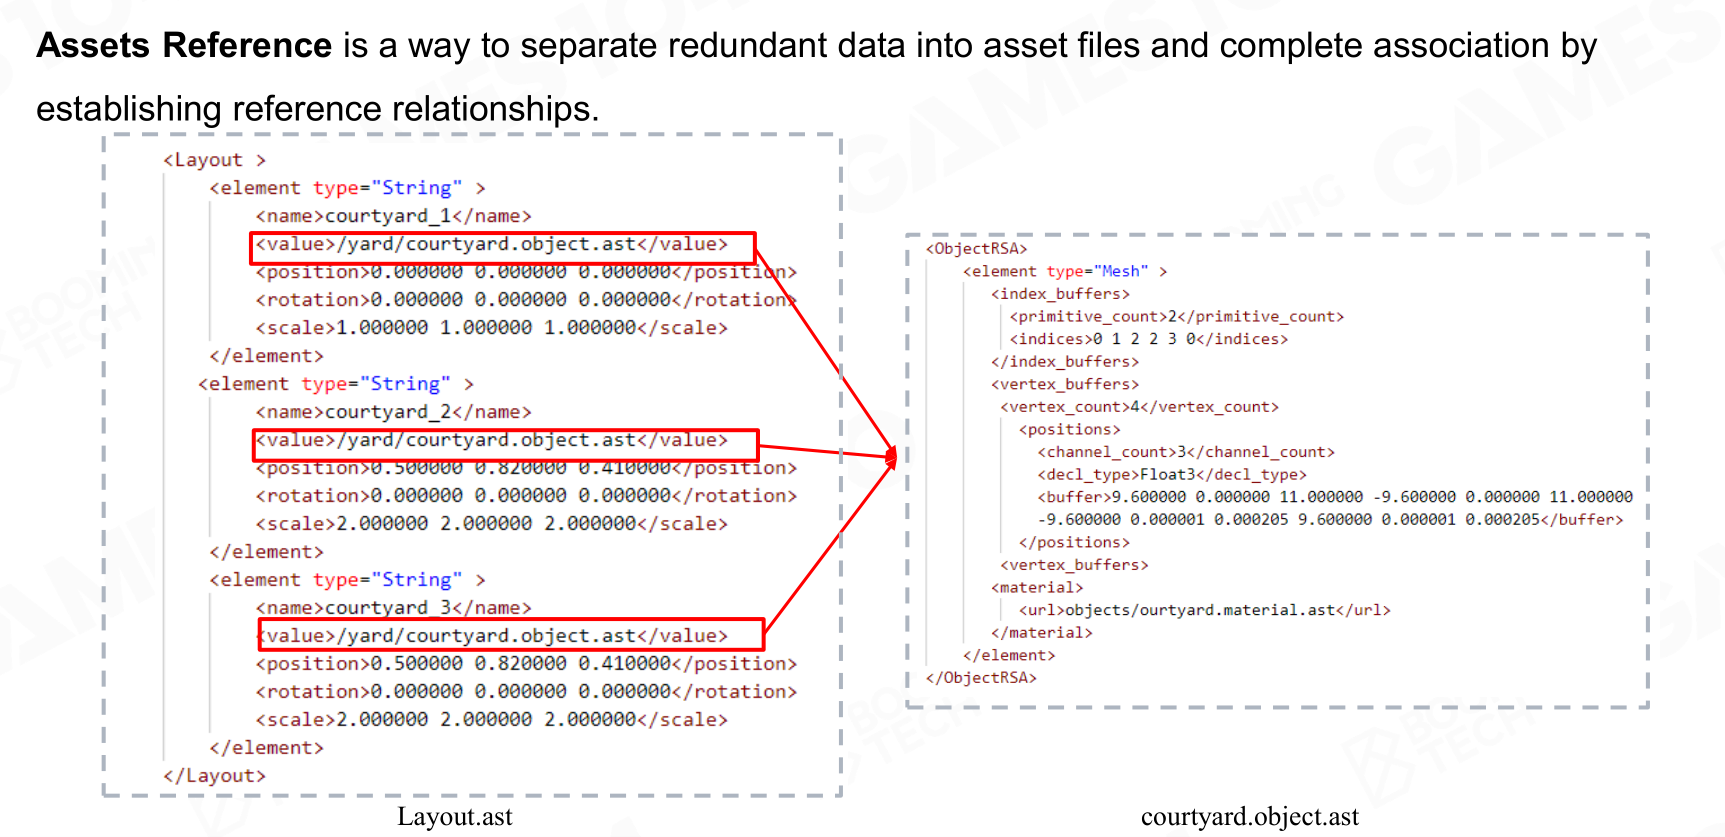 Assets Reference is a way to separate redundant data into asset files and complete association by
establishing reference relationships.
<Layout >
<element type="String" >
<name>courtyard_1</name>
<value>/yard/courtyard.object.ast</value>
<position>0.000000 0.000000 0.000000</position>
<rotation>0.000000 0.000000 0.000000</rotation>
<scale>1.000000 1.000000 1.000000</scale>
</element>
<element type="String" >
<name>courtyard_2</name>
<value>/yard/courtyard.object.ast</value>
<position>0.500000 0.820000 0.410000</position>
<rotation>0.000000 0.000000 0.000000</rotation>
<scale>2.000000 2.000000 2.000000</scale>
</element>
<element type="String" >
<name>courtyard_3</name>
<value>/yard/courtyard.object.ast</value>
<position>0.500000 0.820000 0.410000</position>
<rotation>0.000000 0.000000 0.000000</rotation>
<scale>2.000000 2.000000 2.000000</scale>
</element>
</Layout>
Layout.ast
<ObjectRSA>
<element type="Mesh" >
<index_buffers>
<primitive_count>2</primitive_count>
<indices>0 1 2 2 3 0</indices>
</index_buffers>
<vertex_buffers>
<vertex_count>4</vertex_count>
<positions>
<channel_count>3</channel_count>
<decl_type>Float3</decl_type>
<buffer>9.600000 0.000000 11.000000 -9.600000 0.000000 11.000000
-9.600000 0.000001 0.000205 9.600000 0.000001 0.000205</buffer>
</positions>
<vertex_buffers>
<material>
<url>objects/ourtyard.material.ast</url>
</material>
</element>
</ObjectRSA>
courtyard.object.ast